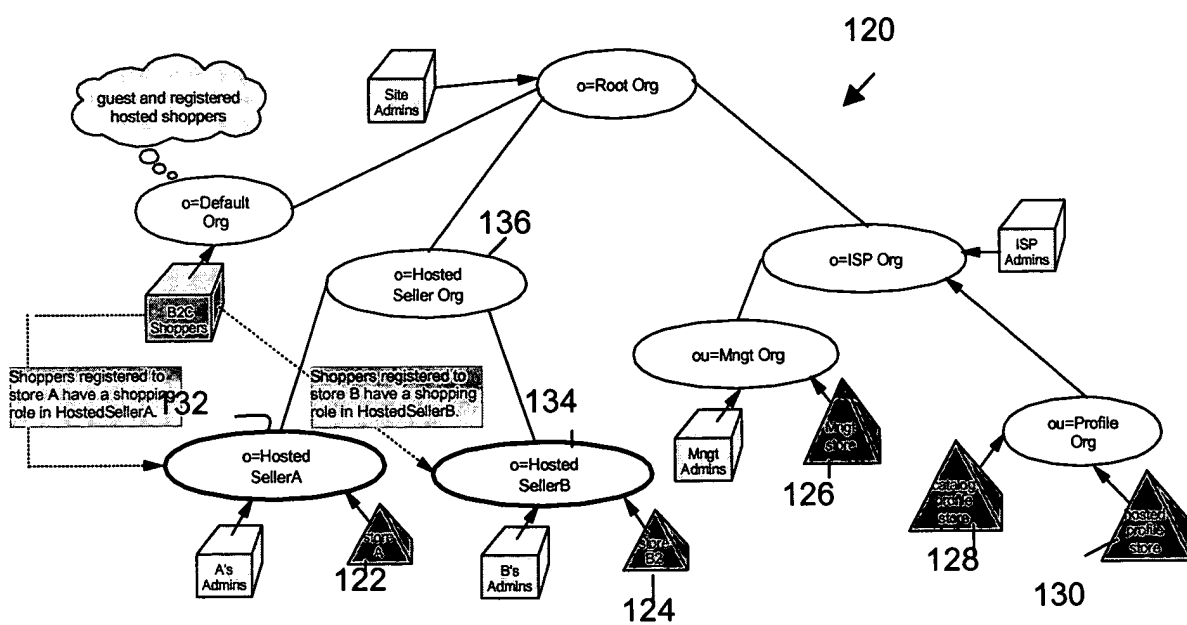 120
o=Root Org
Site
Admins
guest and registered
hosted shoppers
o=Default
Org
136
o=Hosted
Seller Org
o=ISP Org
ISP
Admins
B2C
Shoppers
ou=Mngt Org
Shoppers registered to
store A have a shopping
role in HostedSellerA.
132
Shoppers registered to
store B have a shopping
role in HostedSellerB.
134
Mngt
Admins
Mngt
store
126
ou=Profile
Org
o=Hosted
SellerA
o=Hosted
SellerB
catalog
profile
store
128
hosted
profile
store
130
A's
Admins
store
A
122
B's
Admins
store
B2
124